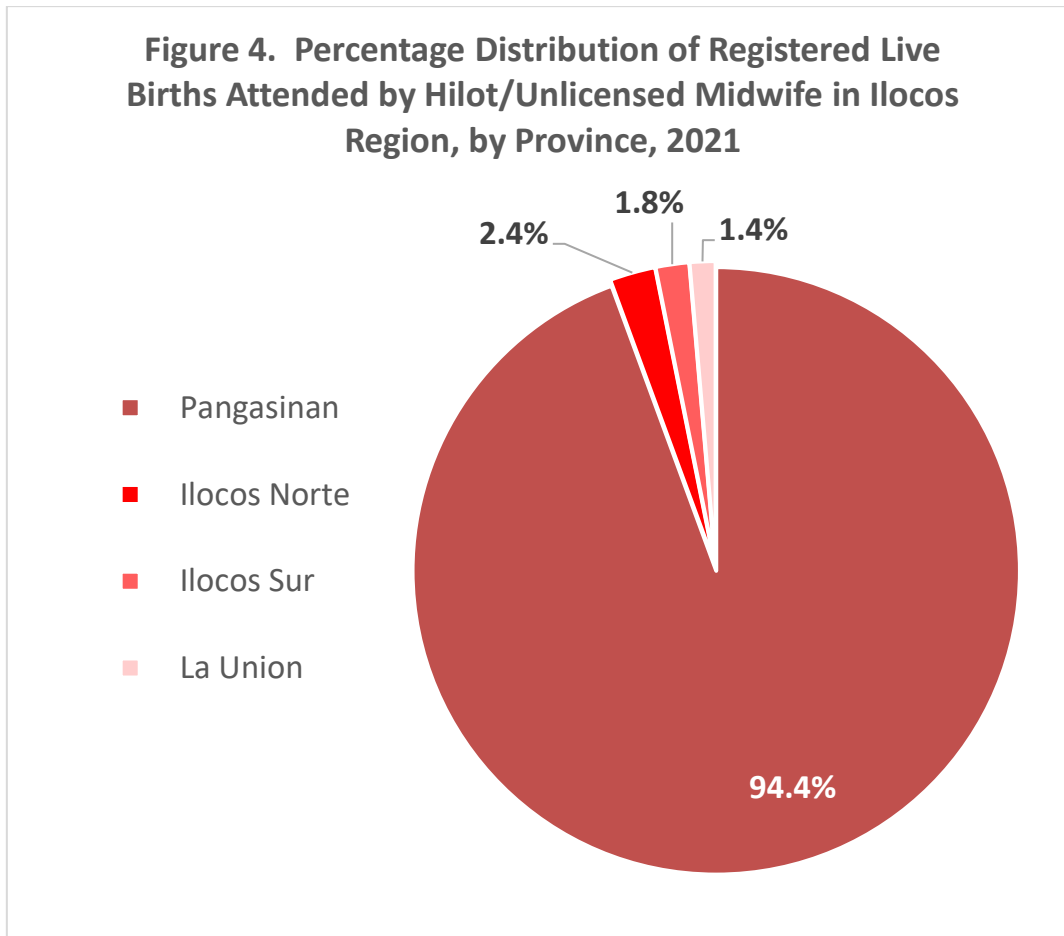 Figure 4.  Percentage Distribution of Registered Live
Births Attended by Hilot/Unlicensed Midwife in Ilocos
Region, by Province, 2021
1.8%
2.4%
1.4%
Pangasinan
Ilocos Norte
Ilocos Sur
La Union
94.4%